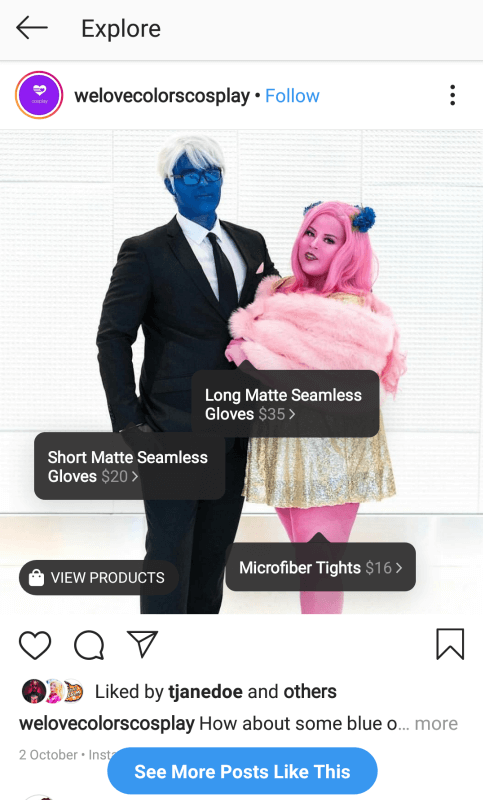 Explore
welovecolorscosplay • Follow
Long Matte Seamless
Gloves $35 >
Short Matte Seamless
Gloves $20 >
Microfiber Tights $16 >
VIEW PRODUCTS
Liked by tjanedoe and others
welovecolorscosplay How about some blue o... more
2 October • Insta
See More Posts Like This